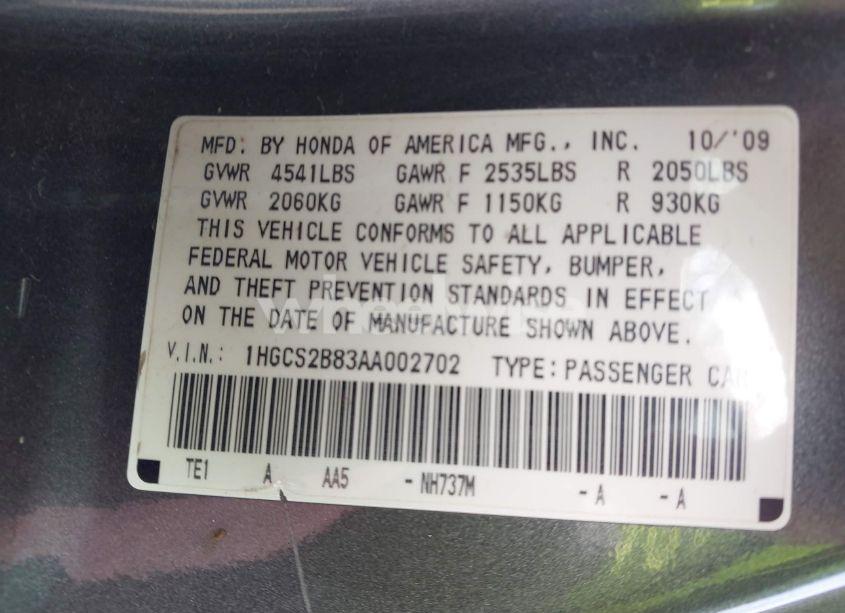 MFD. BY HONDA OF AMERICA MFG., INC. 10/'09
GVWR 4541LBS GAWR F 2535LBS R 2050LBS
GVWR 2060KG GAWR F 1150KG R 930KG
THIS VEHICLE CONFORMS TO ALL APPLICABLE
FEDERAL MOTOR VEHICLE SAFETY, BUMPER,
AND THEFT PREVENTION STANDARDS IN EFFECT
ON THE DATE OF MANUFACTURE SHOWN ABOVE.
V.I.N.: 1HGCS2B83AA002702 TYPE: PASSENGER CAR
TE1 A AA5 -NH737M -A -A